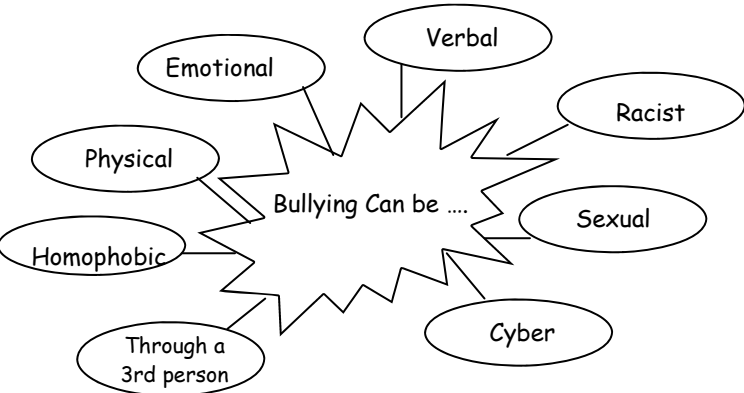 Verbal
Emotional
Racist
Physical
Bullying Can be ....
Sexual
Homophobic
Cyber
Through a
3rd person